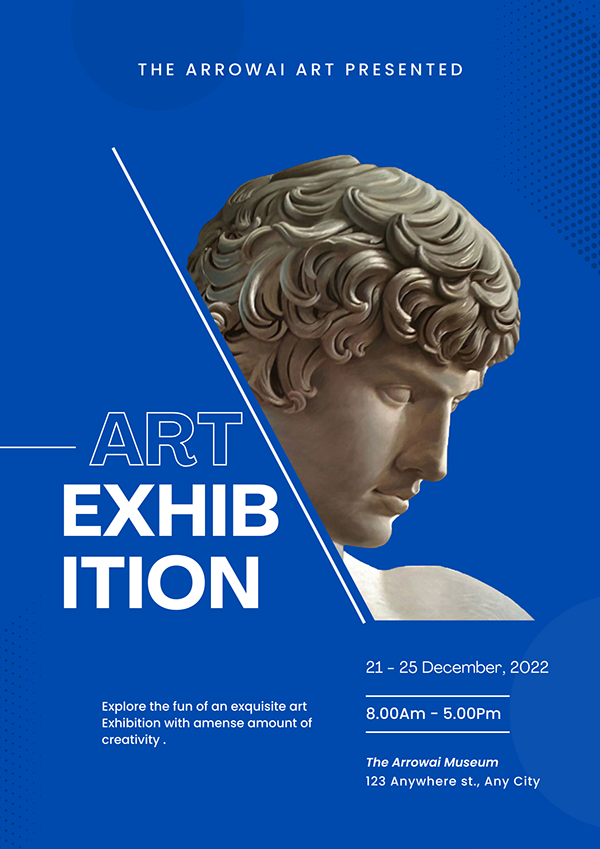 THE ARROWAI ART PRESENTED
ART
EXHIB
ITION
21 - 25 December, 2022
8.00Am - 5.00Pm
Explore the fun of an exquisite art
Exhibition with amense amount of
creativity .
The Arrowai Museum
123 Anywhere st., Any City